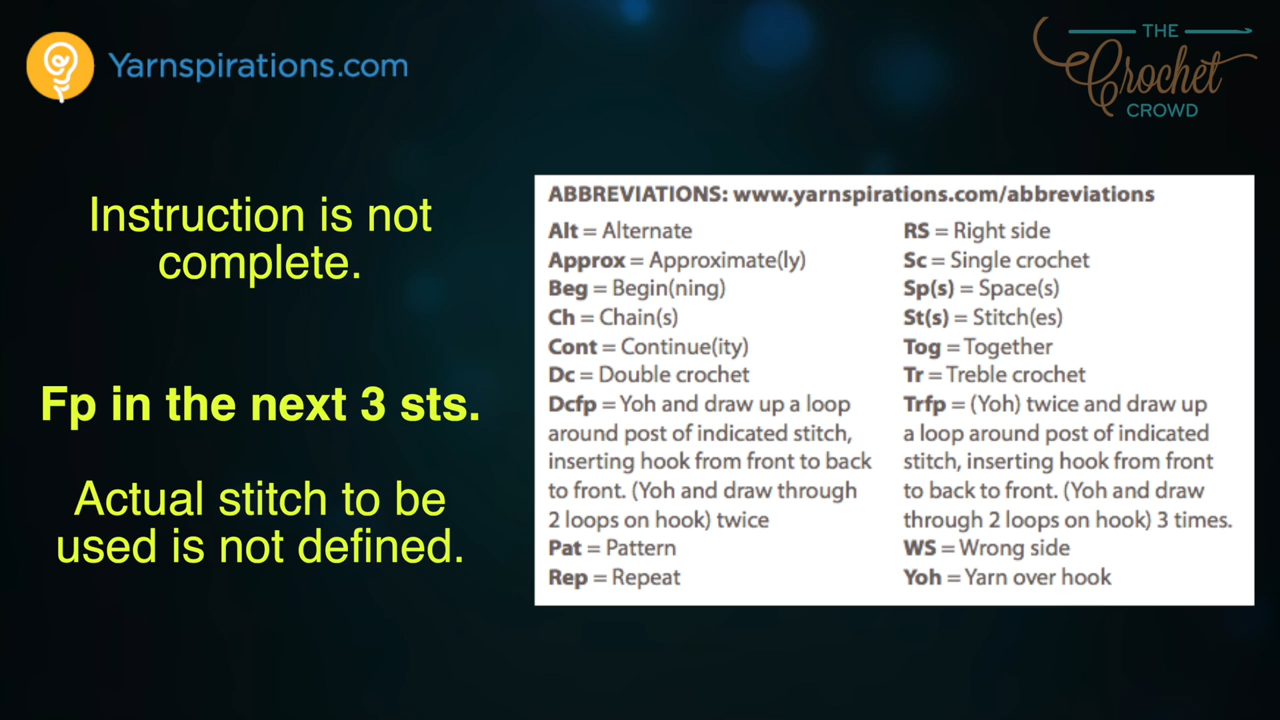 Yarnspirations.com
THE
Crochet
CROWD
Instruction is not
complete.
Fp in the next 3 sts.
Actual stitch to be
used is not defined.
ABBREVIATIONS: www.yarnspirations.com/abbreviations
Alt = Alternate
Approx = Approximate(ly)
Beg = Begin(ning)
Ch = Chain(s)
Cont = Continue(ity)
Dc = Double crochet
Dcfp = Yoh and draw up a loop
around post of indicated stitch,
inserting hook from front to back
to front. (Yoh and draw through
2 loops on hook) twice
Pat = Pattern
Rep = Repeat
RS = Right side
Sc = Single crochet
Sp(s) = Space(s)
St(s) = Stitch(es)
Tog = Together
Tr = Treble crochet
Trfp = (Yoh) twice and draw up
a loop around post of indicated
stitch, inserting hook from front
to back to front. (Yoh and draw
through 2 loops on hook) 3 times.
WS = Wrong side
Yoh = Yarn over hook